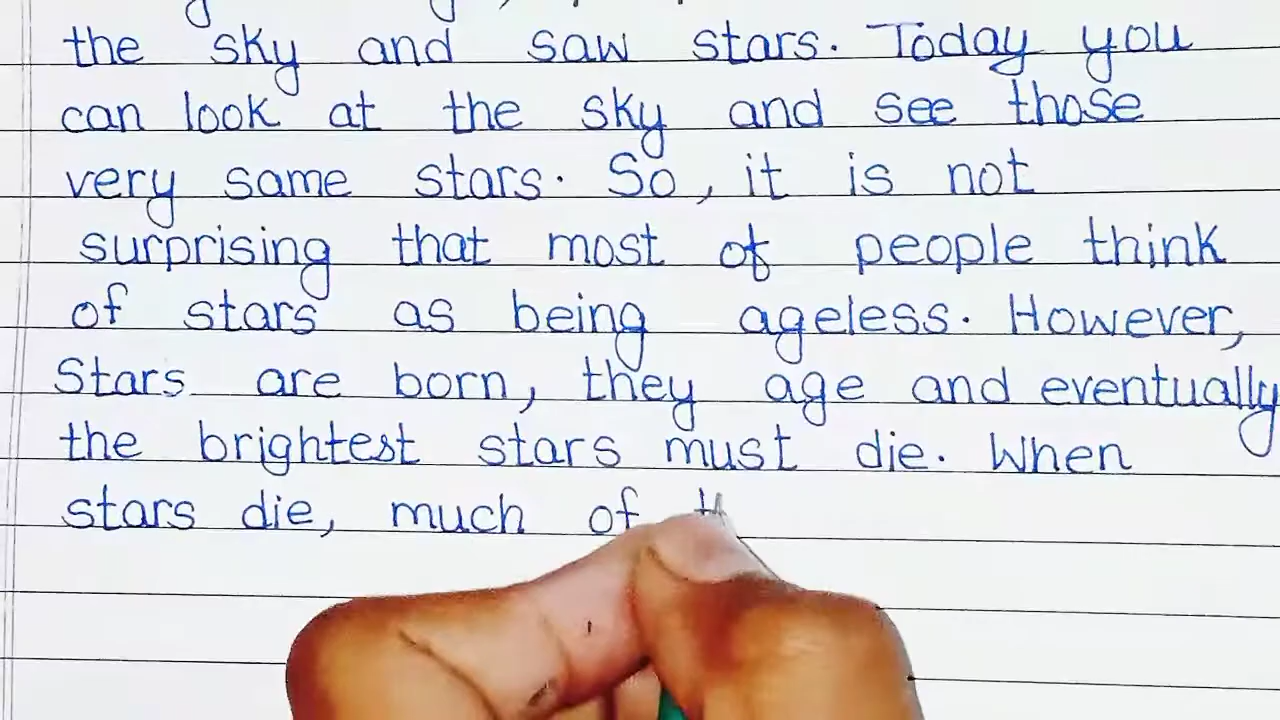 the sky and saw stars. Today you
can look at the sky and see those
very same stars. So, it is not
surprising that most of people think
of stars as being ageless. However,
Stars are born, they age and eventually
the brightest stars must die. When
stars die, much of